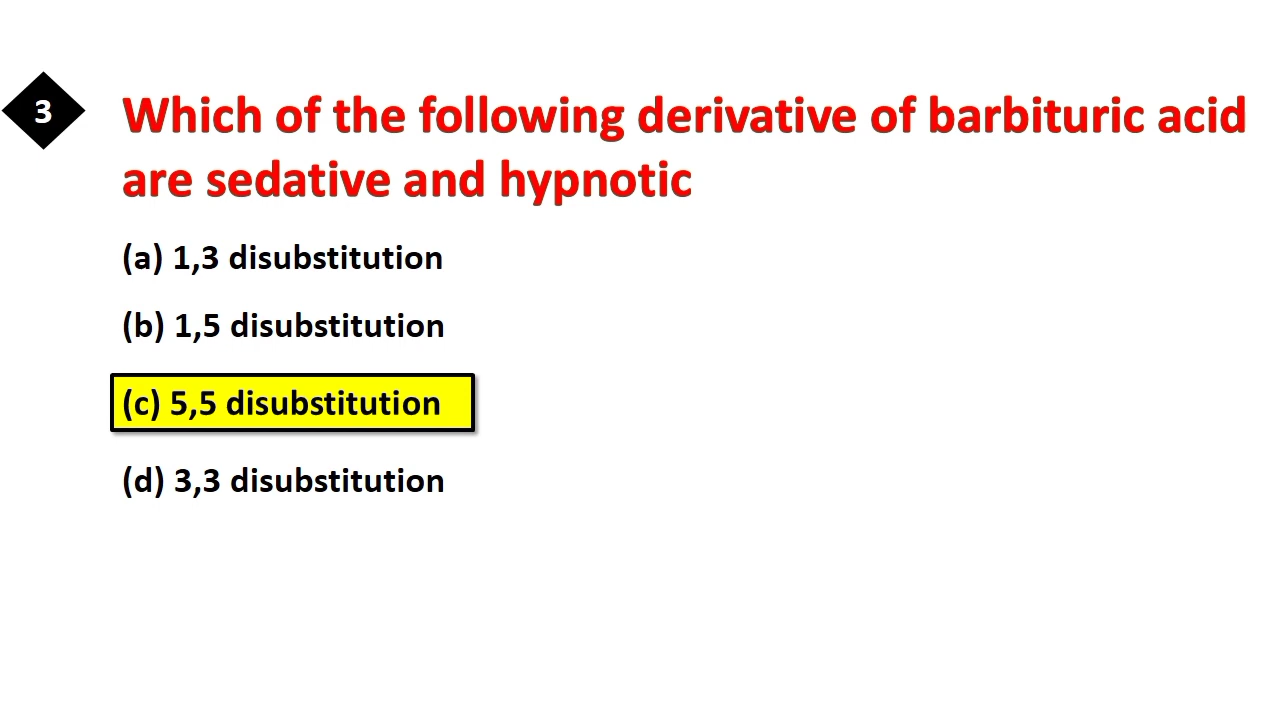 3
Which of the following derivative of barbituric acid
are sedative and hypnotic
(a) 1,3 disubstitution
(b) 1,5 disubstitution
(c) 5,5 disubstitution
(d) 3,3 disubstitution